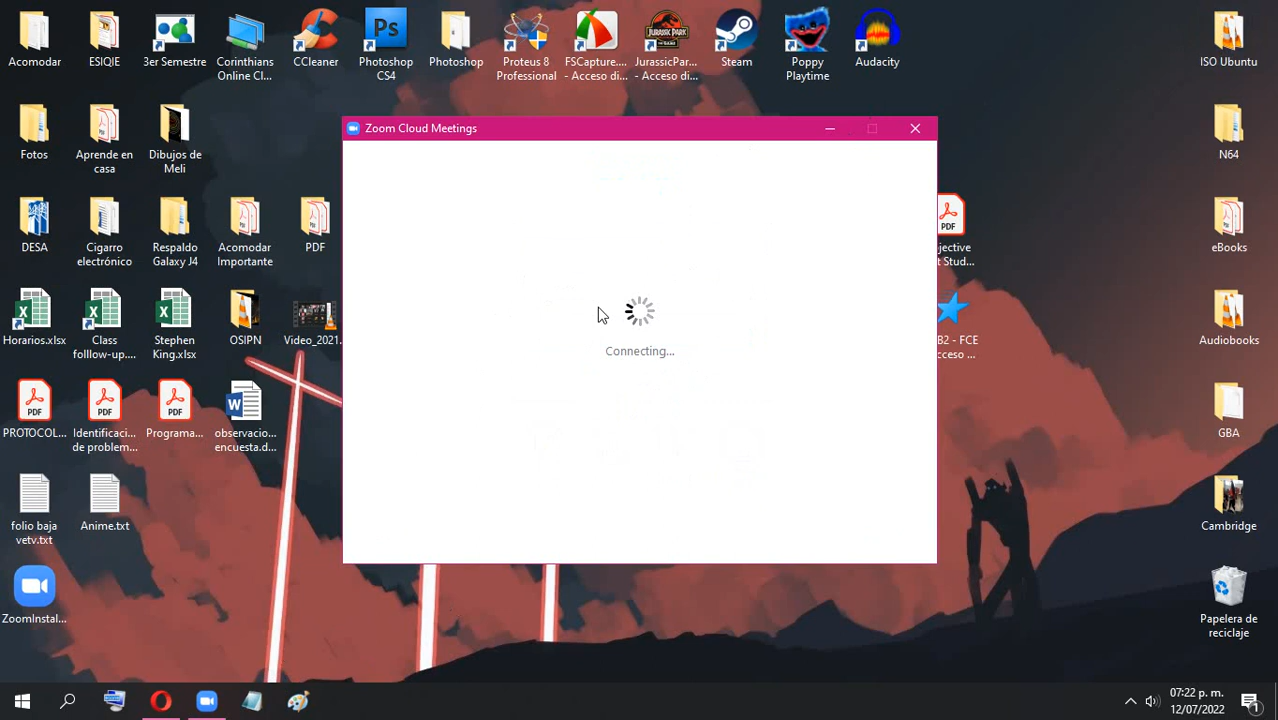 Acomodar
ESIQIE
3er Semestre
Corinthians
Online Cl...
CCleaner
Ps
Photoshop
CS4
Photoshop
Proteus 8
Professional
FSCapture....
- Acceso di...
JurassicPar...
- Acceso di...
Steam
Poppy
Playtime
Audacity
ISO Ubuntu
Zoom Cloud Meetings
Fotos
Aprende en
casa
Dibujos de
Meli
N64
DESA
Cigarro
electrónico
Respaldo
Galaxy J4
Acomodar
Importante
PDF
PDF
eBooks
Horarios.xlsx
Class
folllow-up....
Stephen
King.xlsx
OSIPN
Video_2021.
Connecting...
B2 - FCE
Audiobooks
PROTOCOL...
Identificaci...
de problem...
Programa...
observacio...
encuesta.d...
GBA
folio baja
vetv.txt
Anime.txt
Cambridge
ZoomInstal...
Papelera de
reciclaje
07:22 p. m.
12/07/2022
1